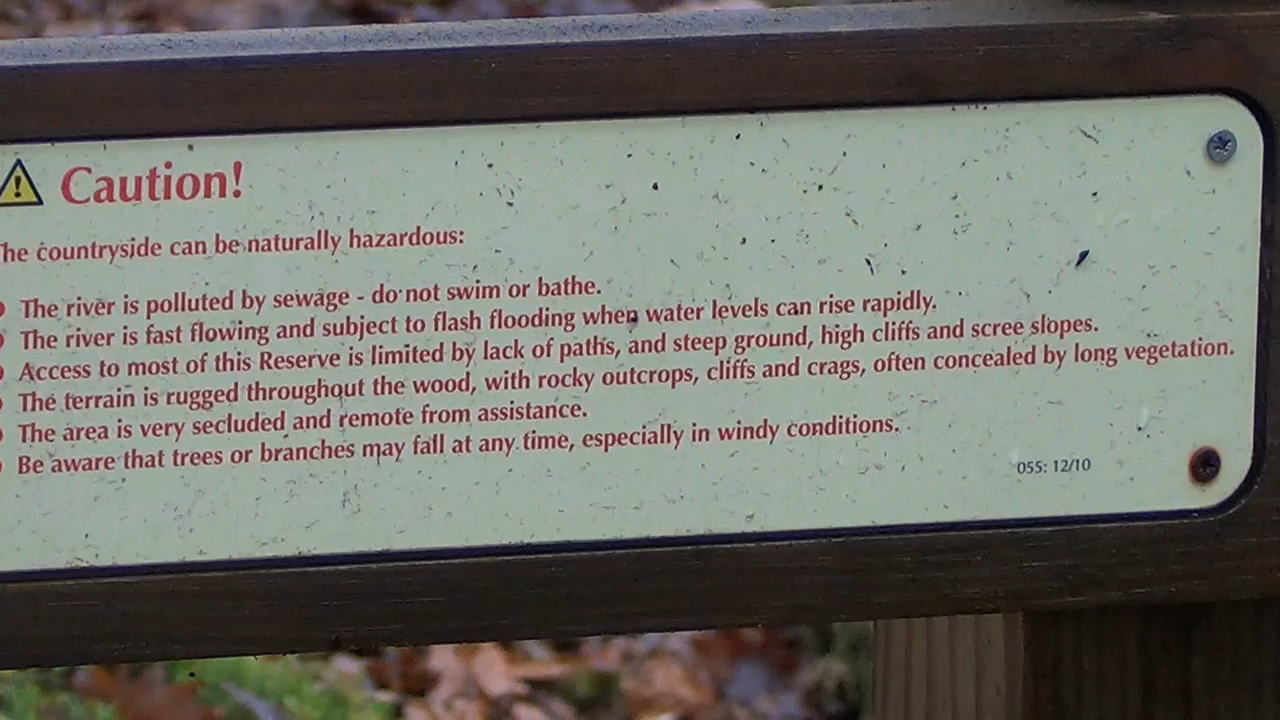 Caution!
The countryside can be naturally hazardous:
The river is polluted by sewage - do not swim or bathe.
The river is fast flowing and subject to flash flooding when water levels can rise rapidly.
Access to most of this Reserve is limited by lack of paths, and steep ground, high cliffs and scree slopes.
The terrain is rugged throughout the wood, with rocky outcrops, cliffs and crags, often concealed by long vegetation.
The area is very secluded and remote from assistance.
Be aware that trees or branches may fall at any time, especially in windy conditions.
055: 12/10